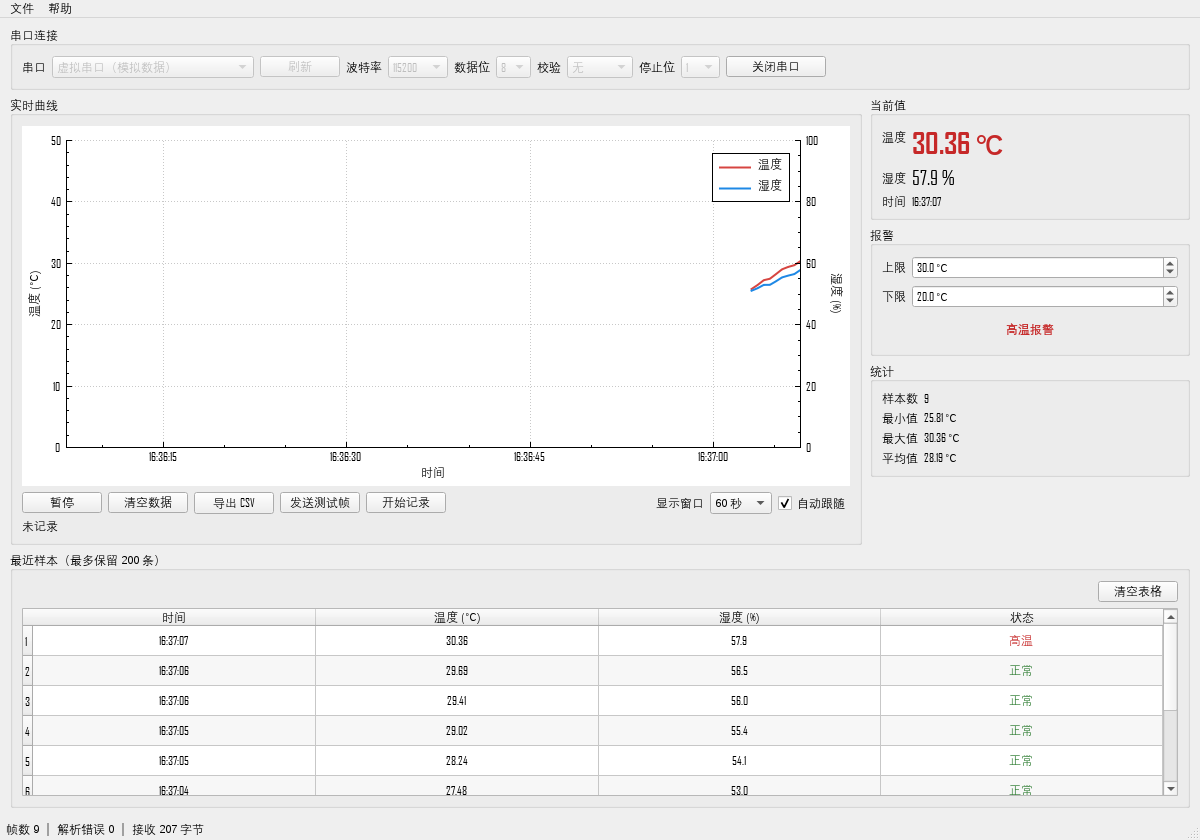 文件 帮助
串口连接
串口 虚拟串口（模拟数据） 刷新 波特率 115200 数据位 8 校验 无 停止位 1 关闭串口
实时曲线
50
40
30
20
10
0
温度 (°C)
100
80
60
40
20
0
湿度 (%)
温度
湿度
16:36:15 16:36:30 16:36:45 16:37:00
时间
暂停 清空数据 导出 CSV 发送测试帧 开始记录 显示窗口 60 秒 自动跟随
未记录
当前值
温度 30.36 °C
湿度 57.9 %
时间 16:37:07
报警
上限 30.0 °C
下限 20.0 °C
高温报警
统计
样本数 9
最小值 25.81 °C
最大值 30.36 °C
平均值 28.19 °C
最近样本（最多保留 200 条）
清空表格
时间 温度 (°C) 湿度 (%) 状态
1 16:37:07 30.36 57.9 高温
2 16:37:06 29.69 56.5 正常
3 16:37:06 29.41 56.0 正常
4 16:37:05 29.02 55.4 正常
5 16:37:05 28.24 54.1 正常
6 16:37:04 27.48 53.0 正常
帧数 9 | 解析错误 0 | 接收 207 字节